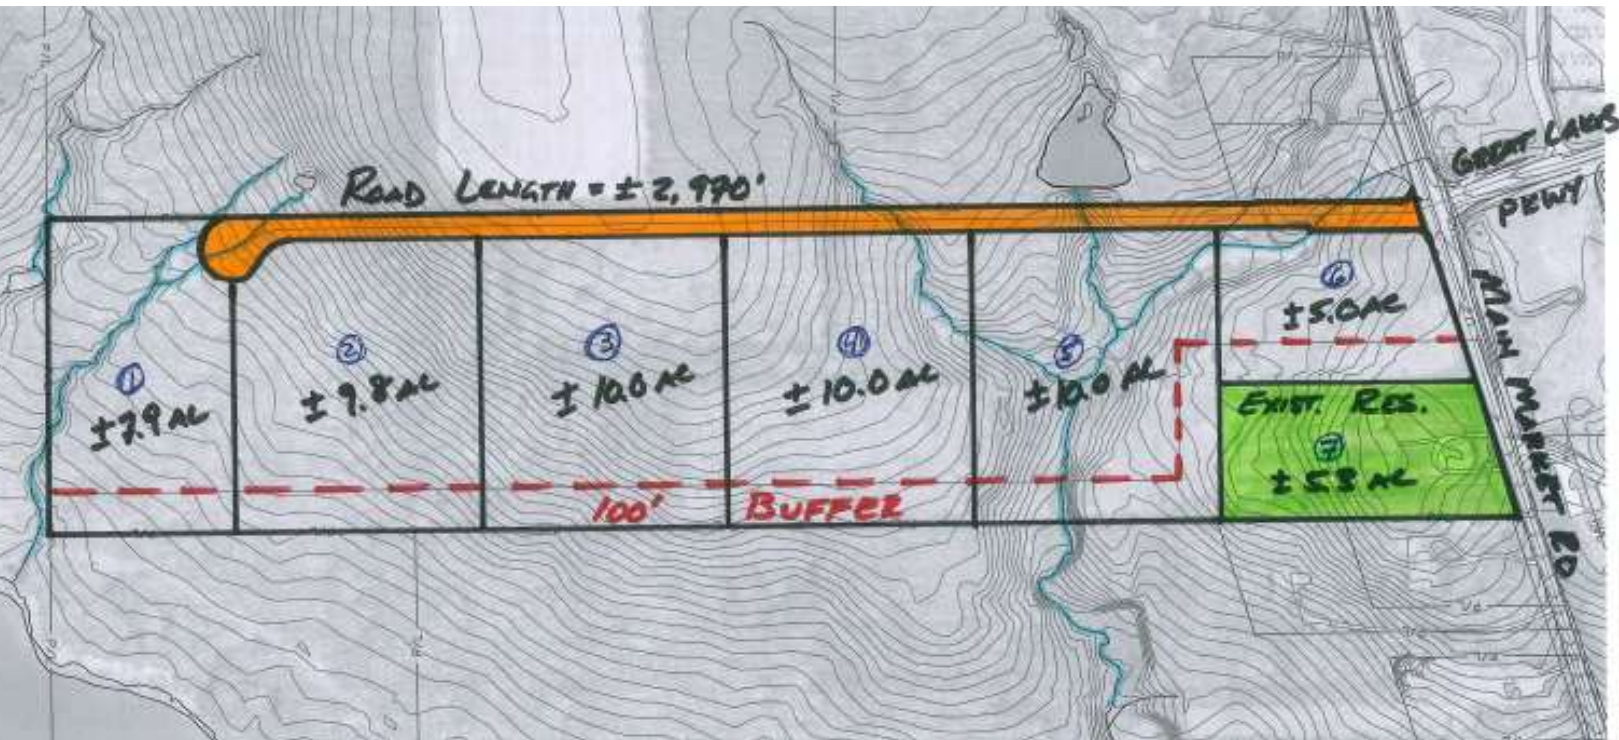 ROAD LENGTH = ± 2,970'
GREAT LAKES
PKWY
MAIN MARKET RD
①
± 7.9 AC
②
± 9.8 AC
③
± 10.0 AC
④
± 10.0 AC
⑤
± 10.0 AC
⑥
± 5.0 AC
EXIST. RES.
⑦
± 5.3 AC
100' BUFFER